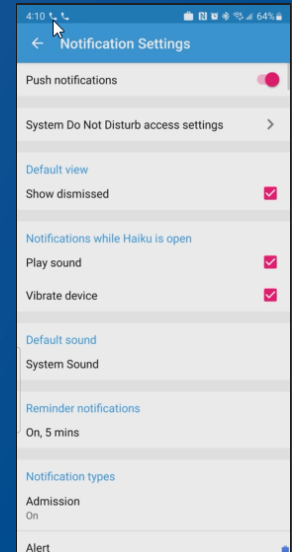 4:10 64%
Notification Settings
Push notifications
System Do Not Disturb access settings
Default view
Show dismissed
Notifications while Haiku is open
Play sound
Vibrate device
Default sound
System Sound
Reminder notifications
On, 5 mins
Notification types
Admission
On
Alert